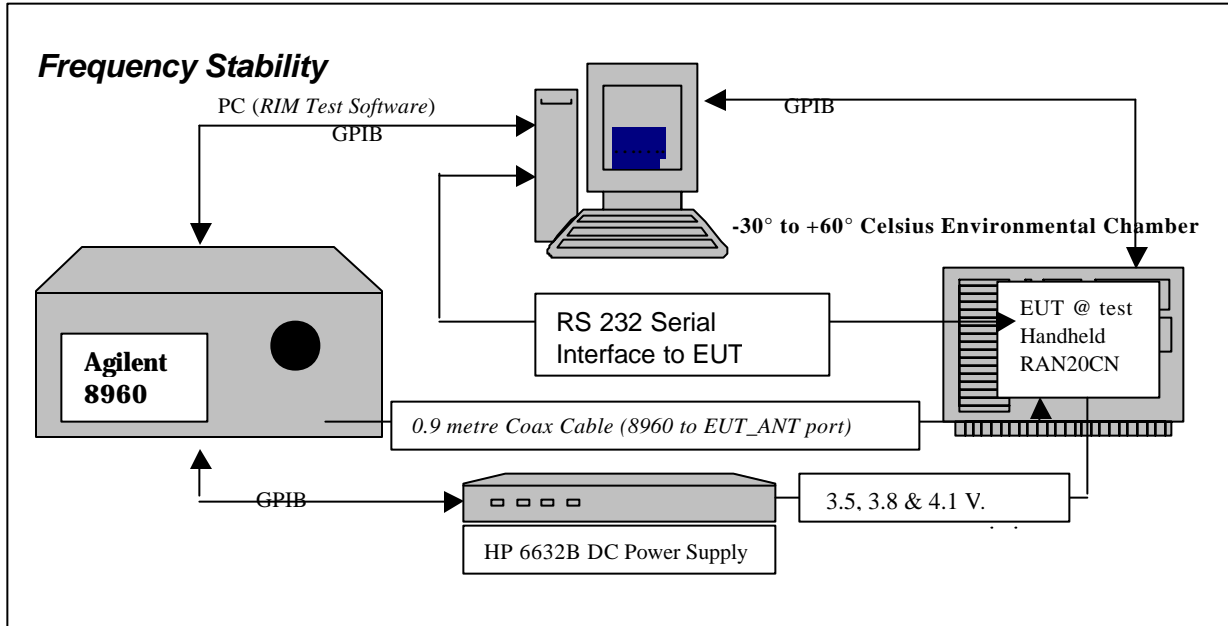 Frequency Stability
PC (RIM Test Software)
GPIB
GPIB
-30° to +60° Celsius Environmental Chamber
RS 232 Serial
Interface to EUT
EUT @ test
Handheld
RAN20CN
Agilent
8960
0.9 metre Coax Cable (8960 to EUT_ANT port)
GPIB
3.5, 3.8 & 4.1 V.
HP 6632B DC Power Supply